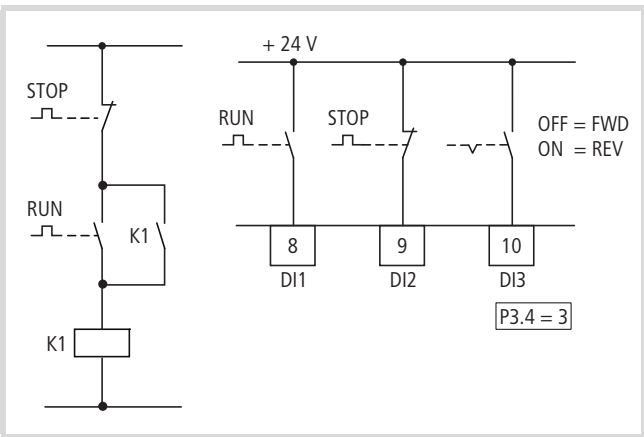 STOP
RUN
K1
K1
+ 24 V
RUN
STOP
OFF = FWD
ON = REV
8
9
10
DI1
DI2
DI3
P3.4 = 3